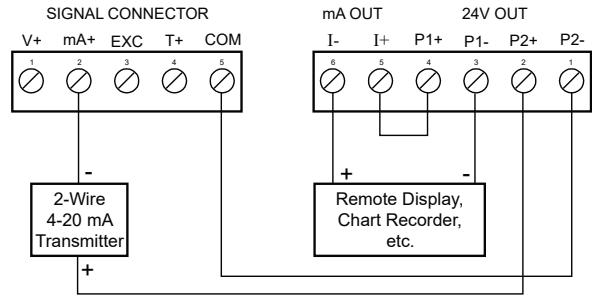 SIGNAL CONNECTOR
mA OUT 24V OUT
V+ mA+ EXC T+ COM
I- I+ P1+ P1- P2+ P2-
1 2 3 4 5
6 5 4 3 2 1
-
+ -
2-Wire
4-20 mA
Transmitter
Remote Display,
Chart Recorder,
etc.
+